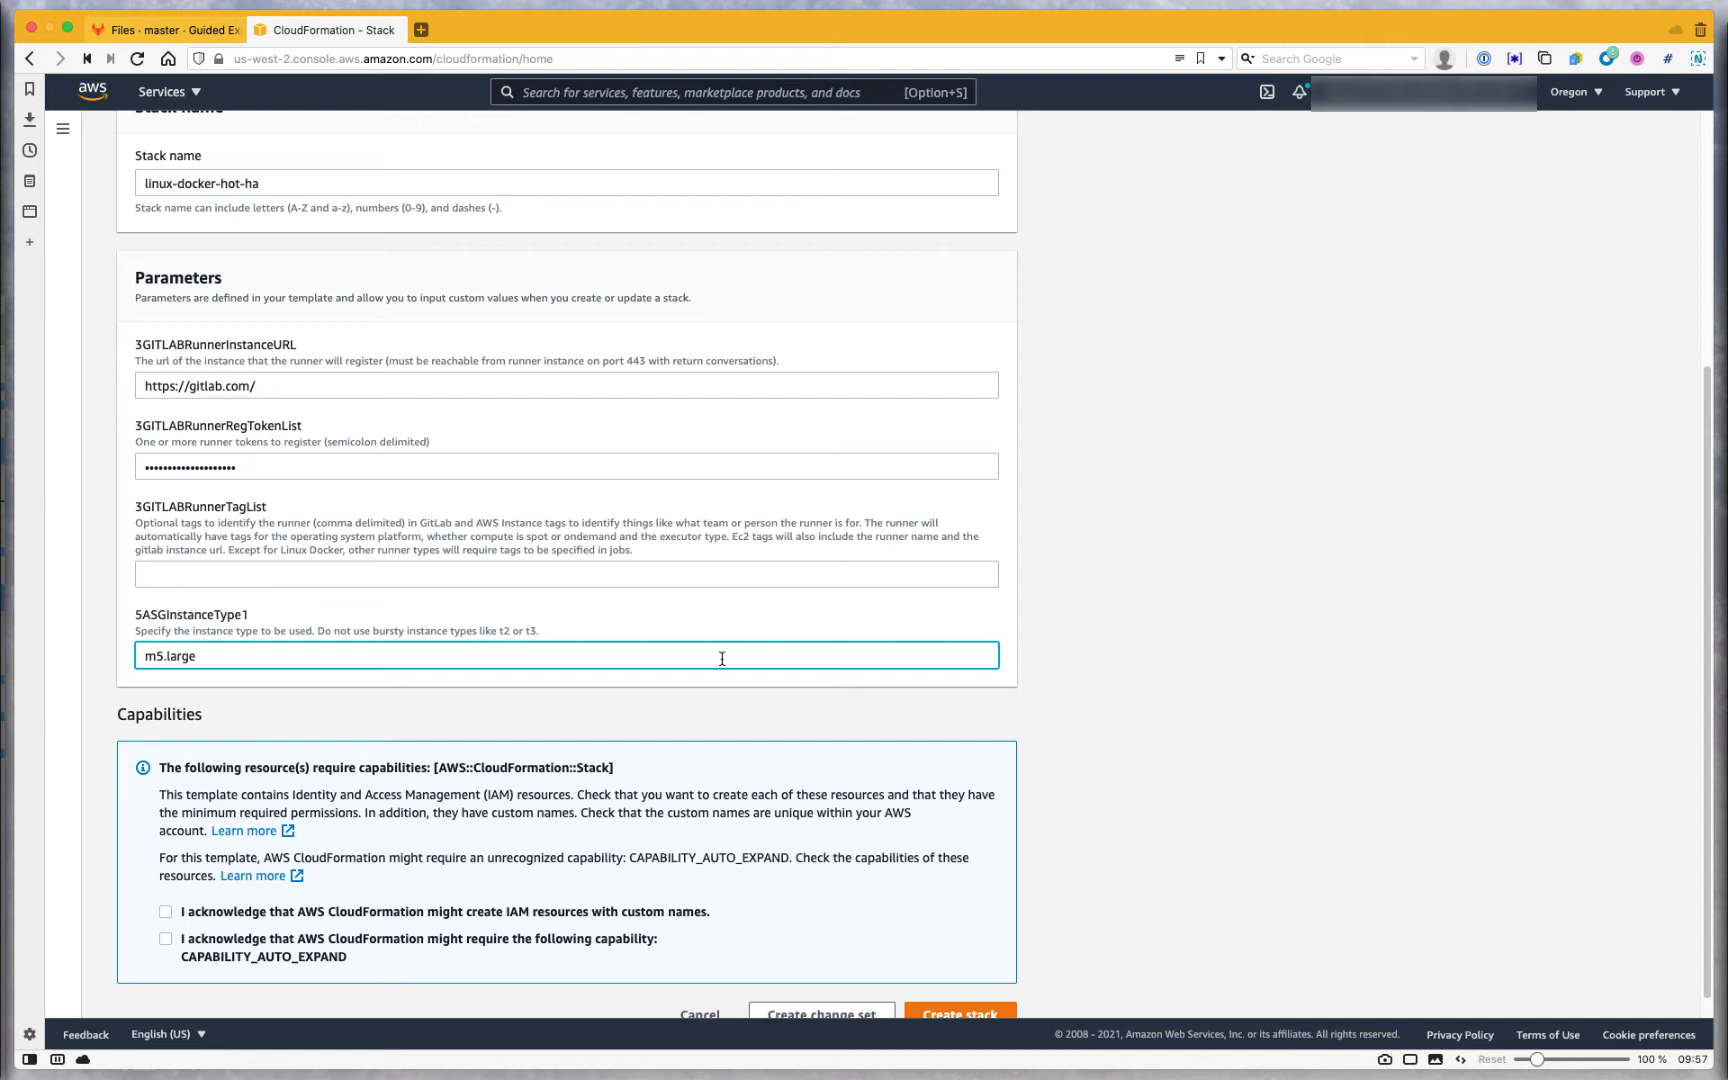 Files · master · Guided Ex
CloudFormation - Stack
us-west-2.console.aws.amazon.com/cloudformation/home
Search Google
aws
Services
Search for services, features, marketplace products, and docs
[Option+S]
Oregon
Support
Stack name
Stack name
linux-docker-hot-ha
Stack name can include letters (A-Z and a-z), numbers (0-9), and dashes (-).
Parameters
Parameters are defined in your template and allow you to input custom values when you create or update a stack.
3GITLABRunnerInstanceURL
The url of the instance that the runner will register (must be reachable from runner instance on port 443 with return conversations).
https://gitlab.com/
3GITLABRunnerRegTokenList
One or more runner tokens to register (semicolon delimited)
••••••••••••••••••••
3GITLABRunnerTagList
Optional tags to identify the runner (comma delimited) in GitLab and AWS Instance tags to identify things like what team or person the runner is for. The runner will
automatically have tags for the operating system platform, whether compute is spot or ondemand and the executor type. Ec2 tags will also include the runner name and the
gitlab instance url. Except for Linux Docker, other runner types will require tags to be specified in jobs.
5ASGInstanceType1
Specify the instance type to be used. Do not use bursty instance types like t2 or t3.
m5.large
Capabilities
The following resource(s) require capabilities: [AWS::CloudFormation::Stack]
This template contains Identity and Access Management (IAM) resources. Check that you want to create each of these resources and that they have
the minimum required permissions. In addition, they have custom names. Check that the custom names are unique within your AWS
account. Learn more
For this template, AWS CloudFormation might require an unrecognized capability: CAPABILITY_AUTO_EXPAND. Check the capabilities of these
resources. Learn more
I acknowledge that AWS CloudFormation might create IAM resources with custom names.
I acknowledge that AWS CloudFormation might require the following capability:
CAPABILITY_AUTO_EXPAND
Cancel
Create change set
Create stack
Feedback
English (US)
© 2008 - 2021, Amazon Web Services, Inc. or its affiliates. All rights reserved.
Privacy Policy
Terms of Use
Cookie preferences
Reset
100 %
09:57